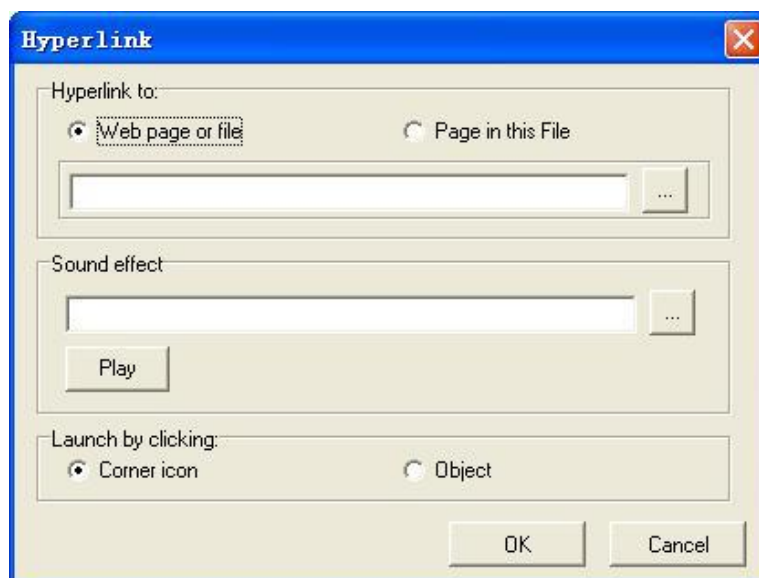 Hyperlink
Hyperlink to:
Web page or file
Page in this File
...
Sound effect
...
Play
Launch by clicking:
Corner icon
Object
OK
Cancel